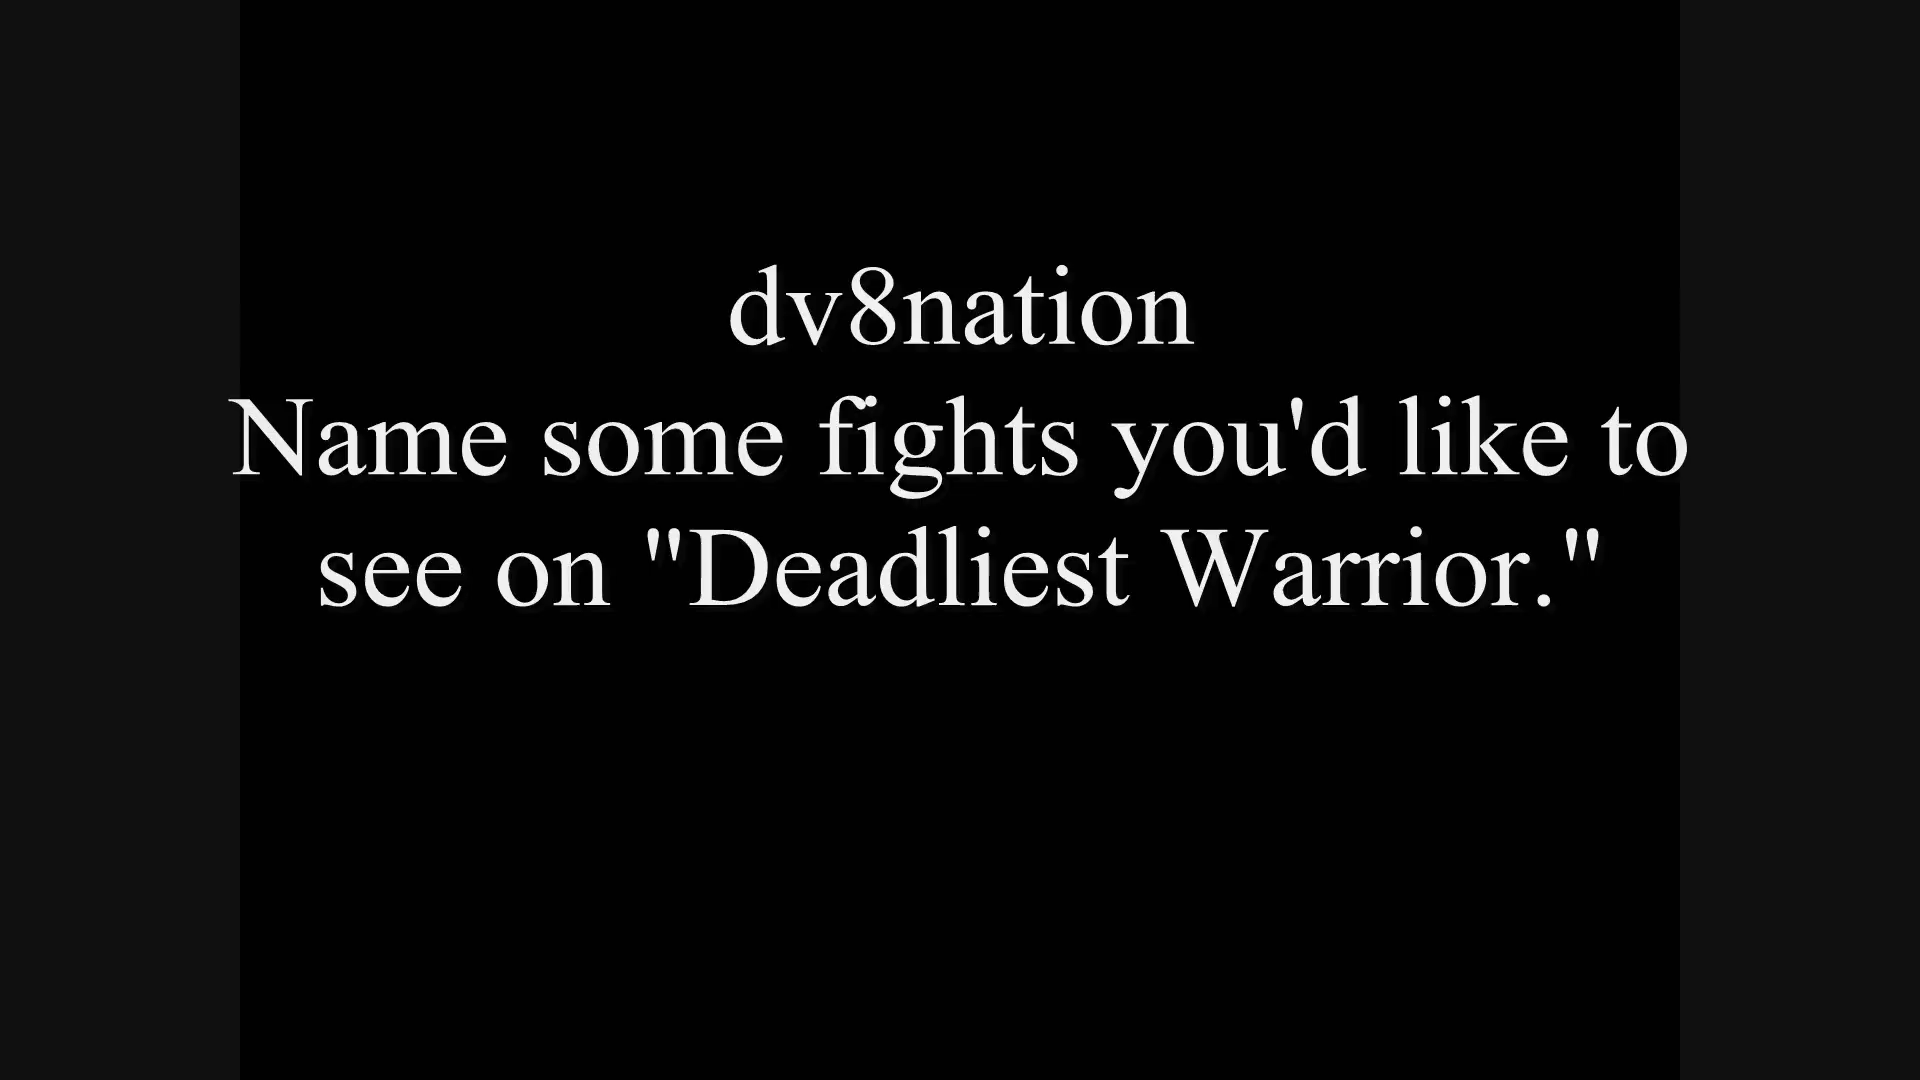 dv8nation
Name some fights you'd like to
see on "Deadliest Warrior."